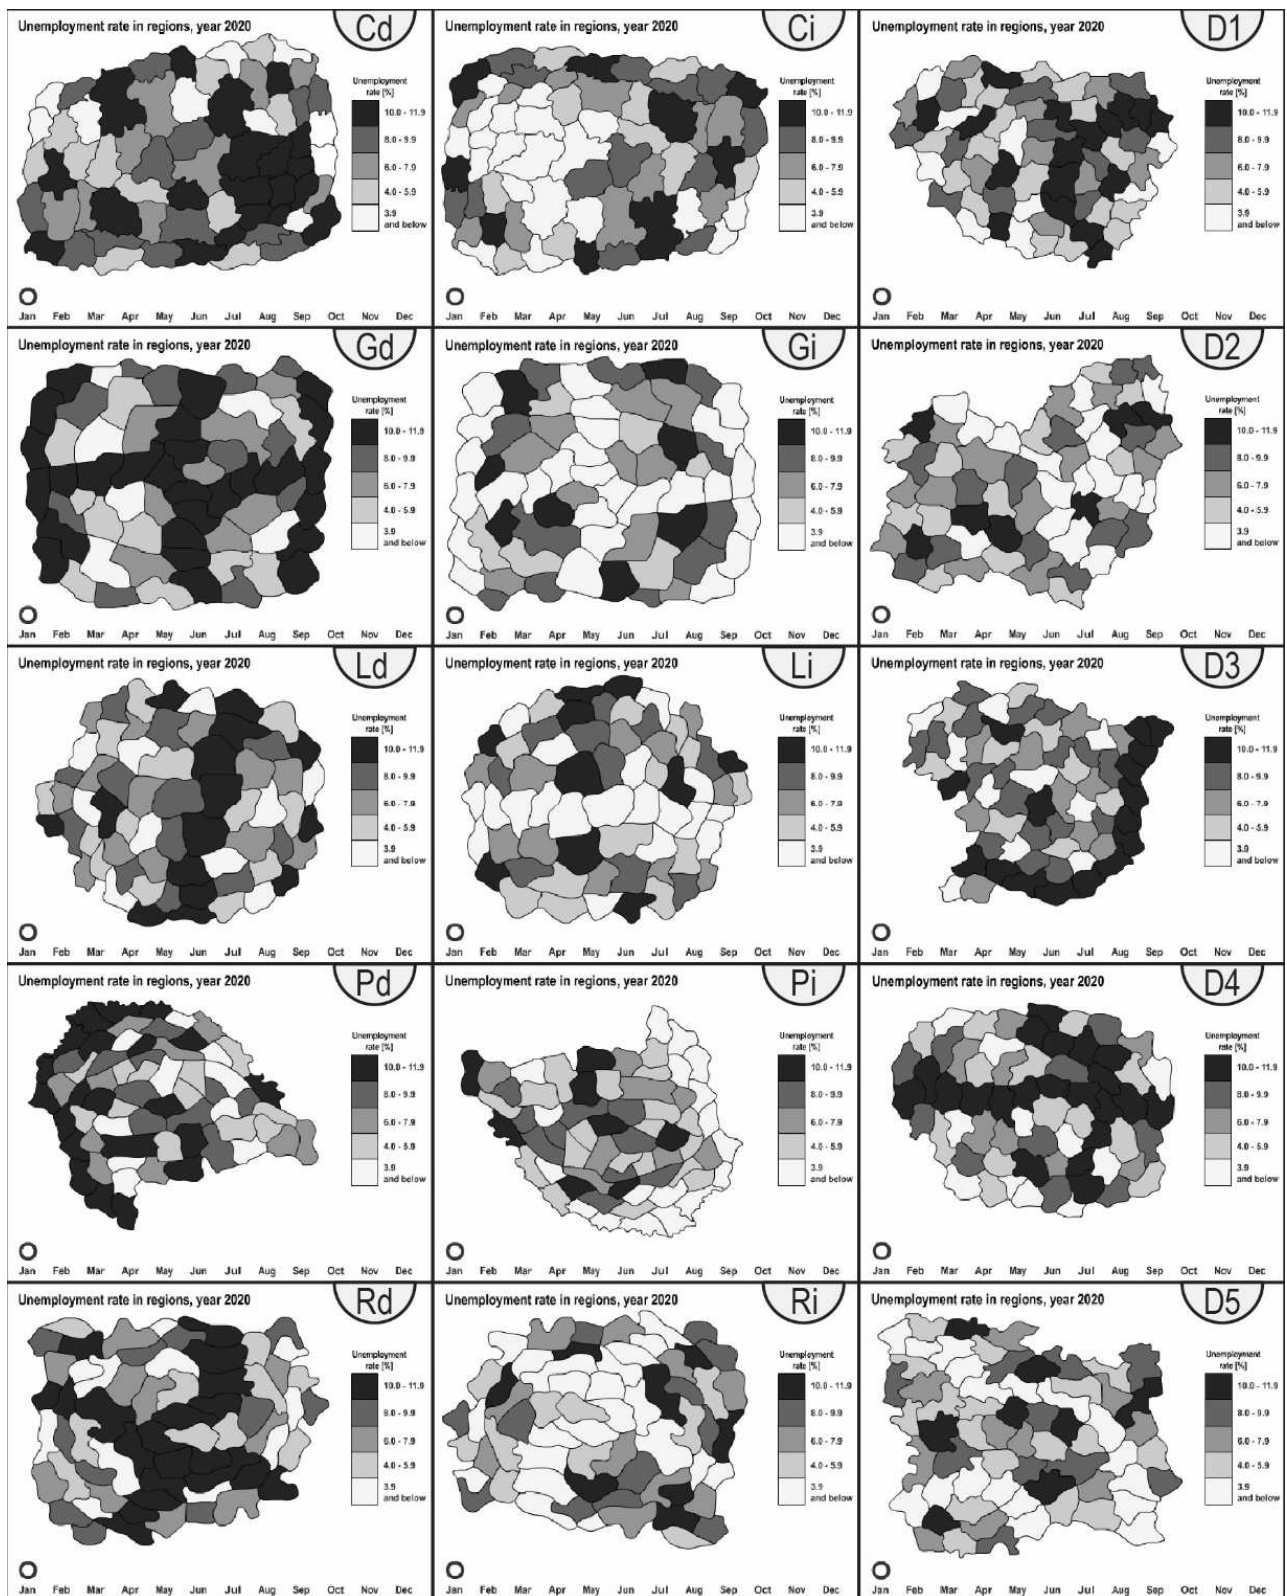 Unemployment rate in regions, year 2020
Cd
Unemployment
rate [%]
10.0 - 11.9
8.0 - 9.9
6.0 - 7.9
4.0 - 5.9
3.9
and below
Jan Feb Mar Apr May Jun Jul Aug Sep Oct Nov Dec
Unemployment rate in regions, year 2020
Ci
Unemployment
rate [%]
10.0 - 11.9
8.0 - 9.9
6.0 - 7.9
4.0 - 5.9
3.9
and below
Jan Feb Mar Apr May Jun Jul Aug Sep Oct Nov Dec
Unemployment rate in regions, year 2020
D1
Unemployment
rate [%]
10.0 - 11.9
8.0 - 9.9
6.0 - 7.9
4.0 - 5.9
3.9
and below
Jan Feb Mar Apr May Jun Jul Aug Sep Oct Nov Dec
Unemployment rate in regions, year 2020
Gd
Unemployment
rate [%]
10.0 - 11.9
8.0 - 9.9
6.0 - 7.9
4.0 - 5.9
3.9
and below
Jan Feb Mar Apr May Jun Jul Aug Sep Oct Nov Dec
Unemployment rate in regions, year 2020
Gi
Unemployment
rate [%]
10.0 - 11.9
8.0 - 9.9
6.0 - 7.9
4.0 - 5.9
3.9
and below
Jan Feb Mar Apr May Jun Jul Aug Sep Oct Nov Dec
Unemployment rate in regions, year 2020
D2
Unemployment
rate [%]
10.0 - 11.9
8.0 - 9.9
6.0 - 7.9
4.0 - 5.9
3.9
and below
Jan Feb Mar Apr May Jun Jul Aug Sep Oct Nov Dec
Unemployment rate in regions, year 2020
Ld
Unemployment
rate [%]
10.0 - 11.9
8.0 - 9.9
6.0 - 7.9
4.0 - 5.9
3.9
and below
Jan Feb Mar Apr May Jun Jul Aug Sep Oct Nov Dec
Unemployment rate in regions, year 2020
Li
Unemployment
rate [%]
10.0 - 11.9
8.0 - 9.9
6.0 - 7.9
4.0 - 5.9
3.9
and below
Jan Feb Mar Apr May Jun Jul Aug Sep Oct Nov Dec
Unemployment rate in regions, year 2020
D3
Unemployment
rate [%]
10.0 - 11.9
8.0 - 9.9
6.0 - 7.9
4.0 - 5.9
3.9
and below
Jan Feb Mar Apr May Jun Jul Aug Sep Oct Nov Dec
Unemployment rate in regions, year 2020
Pd
Unemployment
rate [%]
10.0 - 11.9
8.0 - 9.9
6.0 - 7.9
4.0 - 5.9
3.9
and below
Jan Feb Mar Apr May Jun Jul Aug Sep Oct Nov Dec
Unemployment rate in regions, year 2020
Pi
Unemployment
rate [%]
10.0 - 11.9
8.0 - 9.9
6.0 - 7.9
4.0 - 5.9
3.9
and below
Jan Feb Mar Apr May Jun Jul Aug Sep Oct Nov Dec
Unemployment rate in regions, year 2020
D4
Unemployment
rate [%]
10.0 - 11.9
8.0 - 9.9
6.0 - 7.9
4.0 - 5.9
3.9
and below
Jan Feb Mar Apr May Jun Jul Aug Sep Oct Nov Dec
Unemployment rate in regions, year 2020
Rd
Unemployment
rate [%]
10.0 - 11.9
8.0 - 9.9
6.0 - 7.9
4.0 - 5.9
3.9
and below
Jan Feb Mar Apr May Jun Jul Aug Sep Oct Nov Dec
Unemployment rate in regions, year 2020
Ri
Unemployment
rate [%]
10.0 - 11.9
8.0 - 9.9
6.0 - 7.9
4.0 - 5.9
3.9
and below
Jan Feb Mar Apr May Jun Jul Aug Sep Oct Nov Dec
Unemployment rate in regions, year 2020
D5
Unemployment
rate [%]
10.0 - 11.9
8.0 - 9.9
6.0 - 7.9
4.0 - 5.9
3.9
and below
Jan Feb Mar Apr May Jun Jul Aug Sep Oct Nov Dec